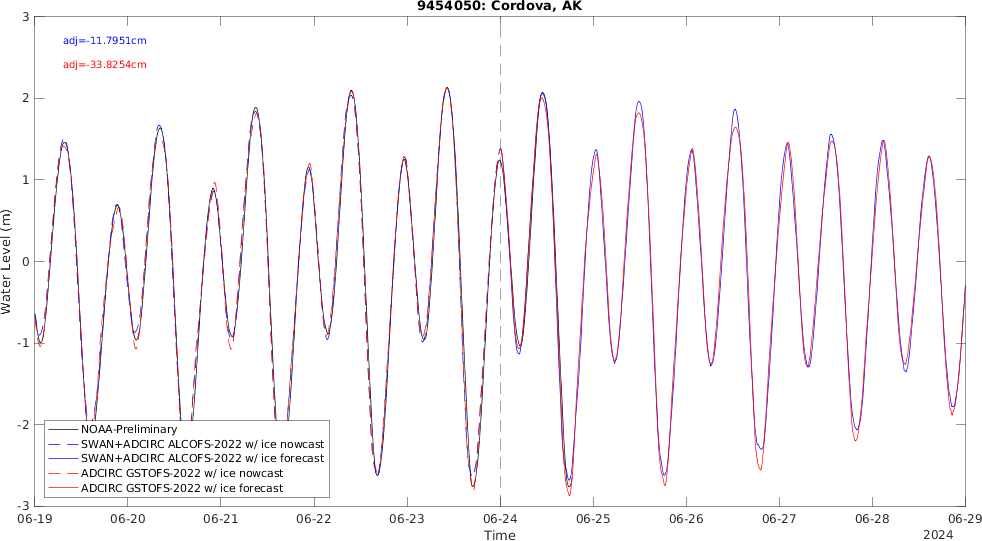 9454050: Cordova, AK
3
adj=-11.7951cm
adj=-33.8254cm
2
1
0
Water Level (m)
-1
-2
-3
NOAA-Preliminary
SWAN+ADCIRC ALCOFS-2022 w/ ice nowcast
SWAN+ADCIRC ALCOFS-2022 w/ ice forecast
ADCIRC GSTOFS-2022 w/ ice nowcast
ADCIRC GSTOFS-2022 w/ ice forecast
06-19 06-20 06-21 06-22 06-23 06-24 06-25 06-26 06-27 06-28 06-29
Time
2024